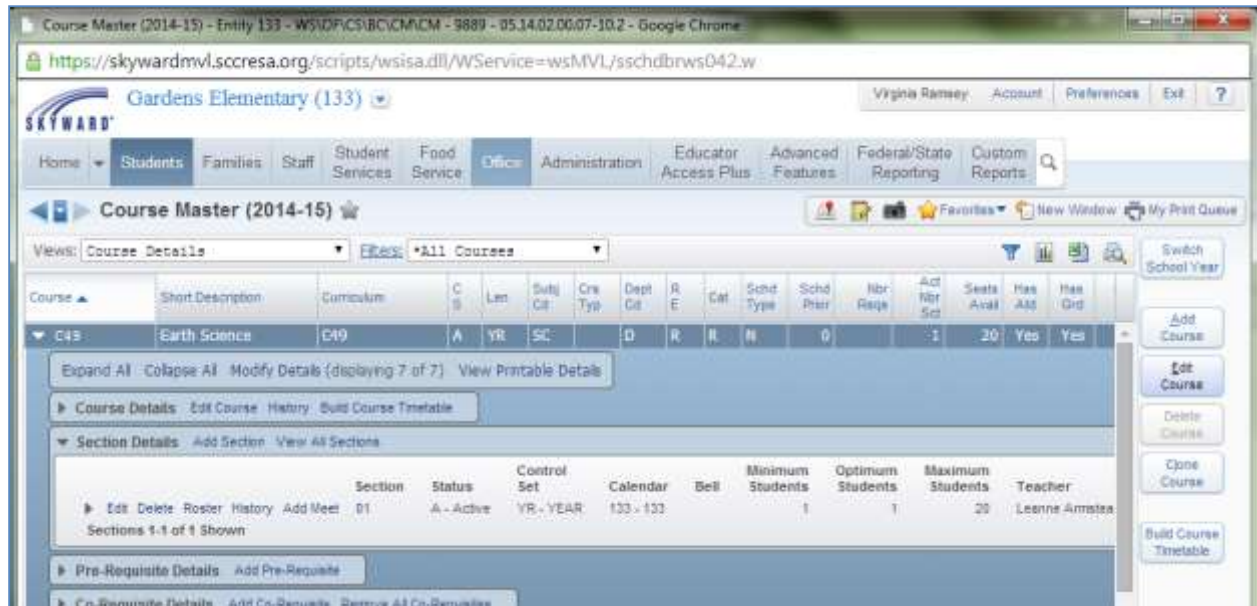 Course Master (2014-15) - Entity 133 - WS\OF\CS\BC\CM\CM - 9889 - 05.14.02.00.07-10.2 - Google Chrome
https://skywardmvl.sccresa.org/scripts/wsisa.dll/WService=wsMVL/sschdbrws042.w
SKYWARD Gardens Elementary (133) Virginia Ramsey Account Preferences Exit ?
Home Students Families Staff Student Services Food Service Office Administration Educator Access Plus Advanced Features Federal/State Reporting Custom Reports
Course Master (2014-15) Favorites New Window My Print Queue
Views: Course Details Filters: *All Courses Switch School Year
Course Short Description Curriculum C S Len Subj Cd Crs Typ Dept Cd R E Cat Schd Type Schd Prior Nbr Reqs Act Nbr Sct Seats Avail Has Att Has Grd
C49 Earth Science C49 A YR SC D R R N 0 1 20 Yes Yes
Add Course
Expand All Collapse All Modify Details (displaying 7 of 7) View Printable Details
Edit Course
Course Details Edit Course History Build Course Timetable
Delete Course
Section Details Add Section View All Sections
Section Status Control Set Calendar Bell Minimum Students Optimum Students Maximum Students Teacher
Clone Course
Edit Delete Roster History Add Meet 01 A - Active YR - YEAR 133 - 133 1 1 20 Leanne Armstea
Sections 1-1 of 1 Shown
Build Course Timetable
Pre-Requisite Details Add Pre-Requisite
Co-Requisite Details Add Co-Requisite Remove All Co-Requisites